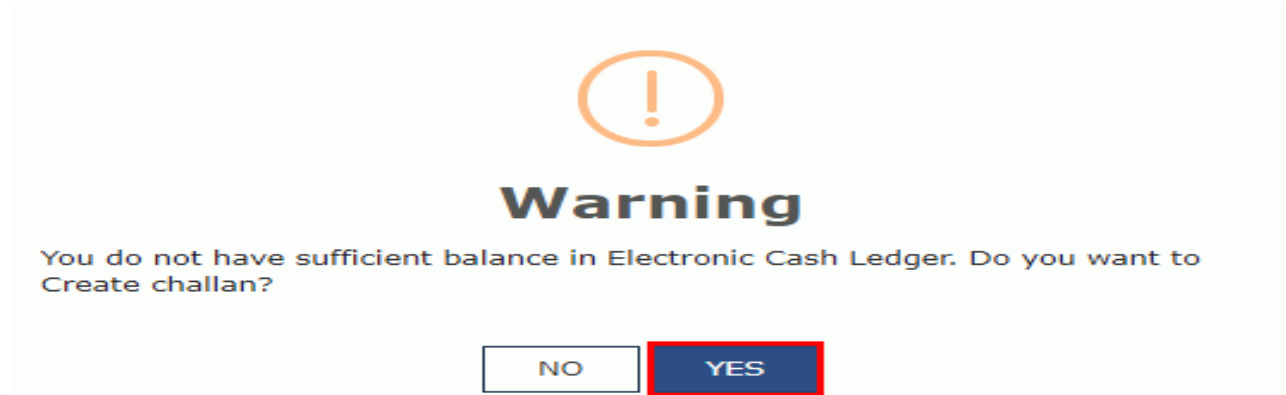 !
Warning
You do not have sufficient balance in Electronic Cash Ledger. Do you want to
Create challan?
NO YES